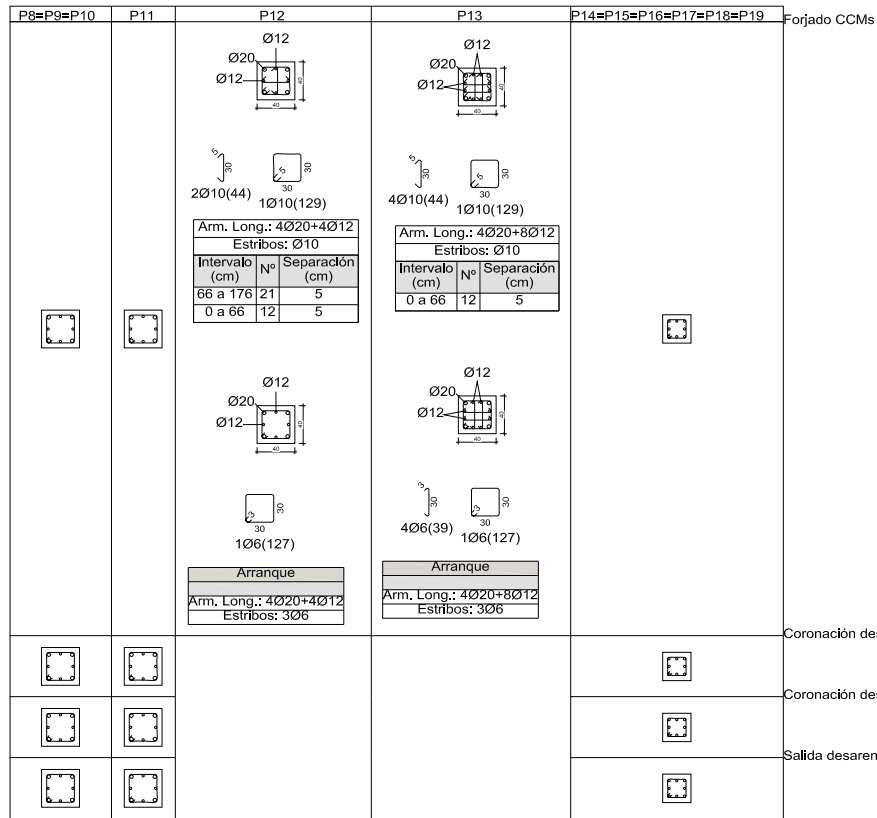 P8=P9=P10 P11 P12 P13 P14=P15=P16=P17=P18=P19
Forjado CCMs
Ø12
Ø20
Ø12
40
40
5
30
2Ø10(44)
5
30
30
1Ø10(129)
Arm. Long.: 4Ø20+4Ø12
Estribos: Ø10
Intervalo (cm) Nº Separación (cm)
66 a 176 21 5
0 a 66 12 5
Ø12
Ø20
Ø12
40
40
5
30
4Ø10(44)
5
30
30
1Ø10(129)
Arm. Long.: 4Ø20+8Ø12
Estribos: Ø10
Intervalo (cm) Nº Separación (cm)
0 a 66 12 5
Ø12
Ø20
Ø12
40
40
3
30
30
1Ø6(127)
Arranque
Arm. Long.: 4Ø20+4Ø12
Estribos: 3Ø6
Ø12
Ø20
Ø12
40
40
3
30
4Ø6(39)
3
30
30
1Ø6(127)
Arranque
Arm. Long.: 4Ø20+8Ø12
Estribos: 3Ø6
Coronación des
Coronación des
Salida desaren